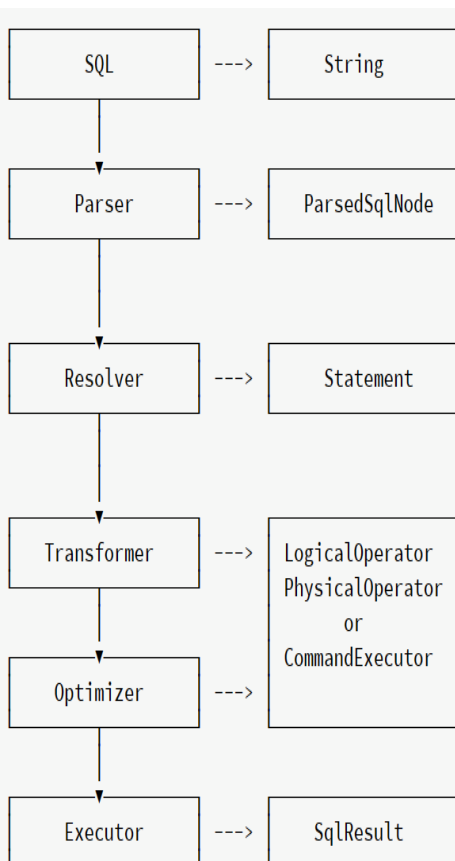 SQL ---> String
Parser ---> ParsedSqlNode
Resolver ---> Statement
Transformer ---> LogicalOperator
PhysicalOperator
or
CommandExecutor
Optimizer --->
Executor ---> SqlResult